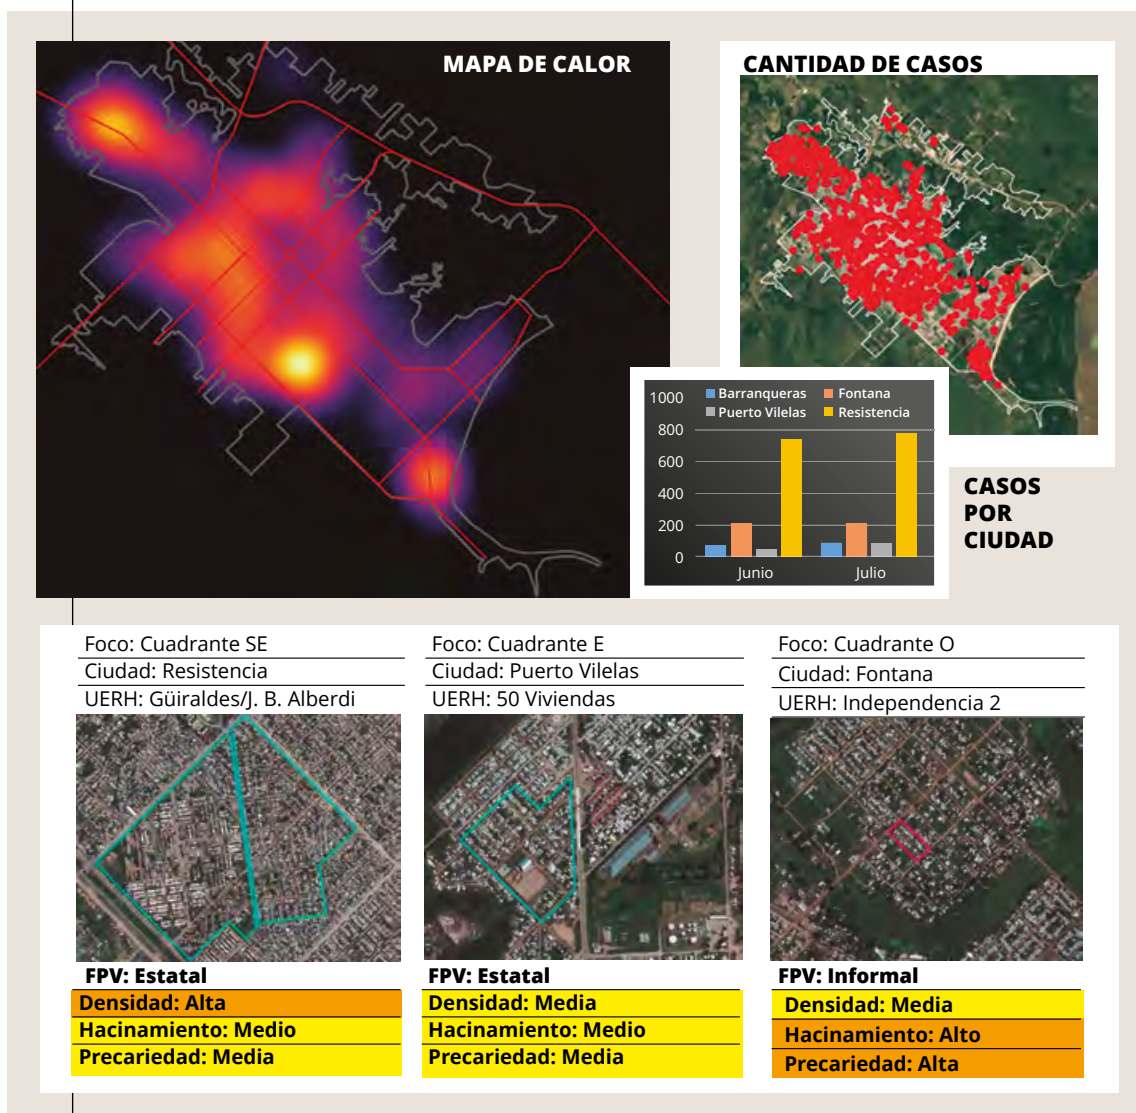 MAPA DE CALOR
CANTIDAD DE CASOS
1000
800
600
400
200
0
Barranqueras
Fontana
Puerto Vilelas
Resistencia
Junio
Julio
CASOS
POR
CIUDAD
Foco: Cuadrante SE
Ciudad: Resistencia
UERH: Güiraldes/J. B. Alberdi
FPV: Estatal
Densidad: Alta
Hacinamiento: Medio
Precariedad: Media
Foco: Cuadrante E
Ciudad: Puerto Vilelas
UERH: 50 Viviendas
FPV: Estatal
Densidad: Media
Hacinamiento: Medio
Precariedad: Media
Foco: Cuadrante O
Ciudad: Fontana
UERH: Independencia 2
FPV: Informal
Densidad: Media
Hacinamiento: Alto
Precariedad: Alta